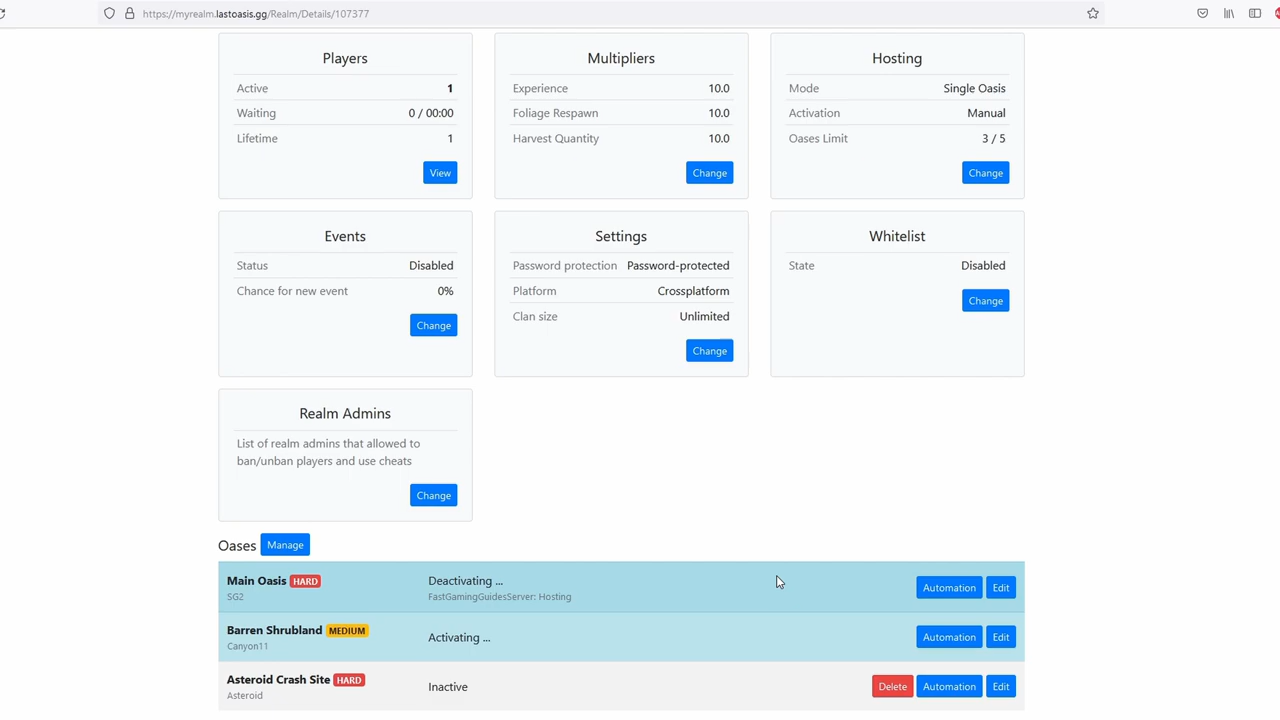 https://myrealm.lastoasis.gg/Realm/Details/107377
Players
Active 1
Waiting 0 / 00:00
Lifetime 1
View
Multipliers
Experience 10.0
Foliage Respawn 10.0
Harvest Quantity 10.0
Change
Hosting
Mode Single Oasis
Activation Manual
Oases Limit 3 / 5
Change
Events
Status Disabled
Chance for new event 0%
Change
Settings
Password protection Password-protected
Platform Crossplatform
Clan size Unlimited
Change
Whitelist
State Disabled
Change
Realm Admins
List of realm admins that allowed to
ban/unban players and use cheats
Change
Oases Manage
Main Oasis HARD Deactivating ... Automation Edit
SG2 FastGamingGuidesServer: Hosting
Barren Shrubland MEDIUM Activating ... Automation Edit
Canyon11
Asteroid Crash Site HARD Inactive Delete Automation Edit
Asteroid